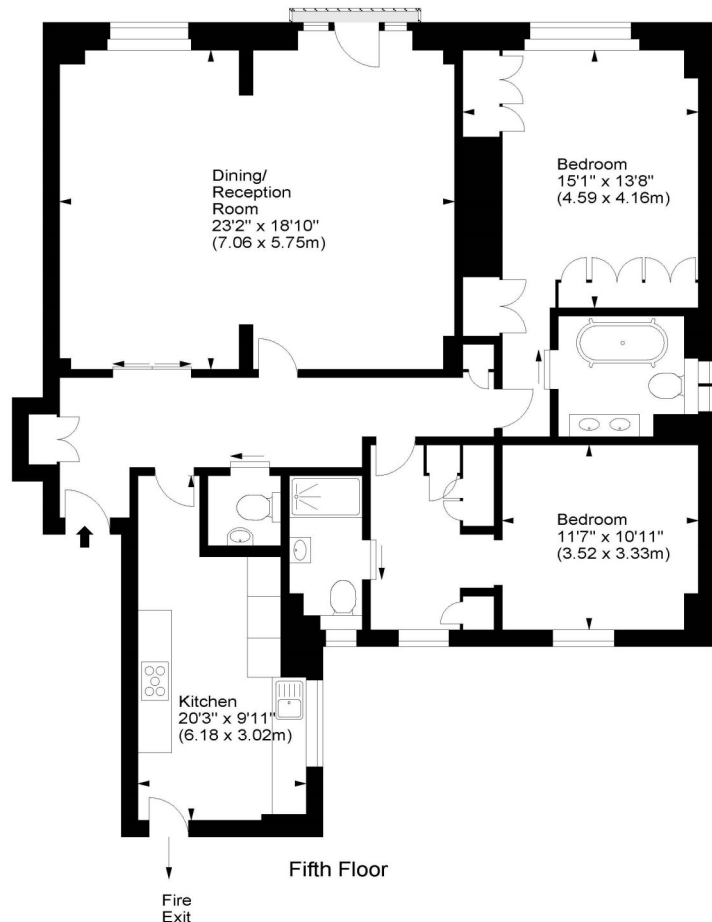 Dining/
Reception
Room
23'2" x 18'10"
(7.06 x 5.75m)
Bedroom
15'1" x 13'8"
(4.59 x 4.16m)
Bedroom
11'7" x 10'11"
(3.52 x 3.33m)
Kitchen
20'3" x 9'11"
(6.18 x 3.02m)
Fifth Floor
Fire
Exit